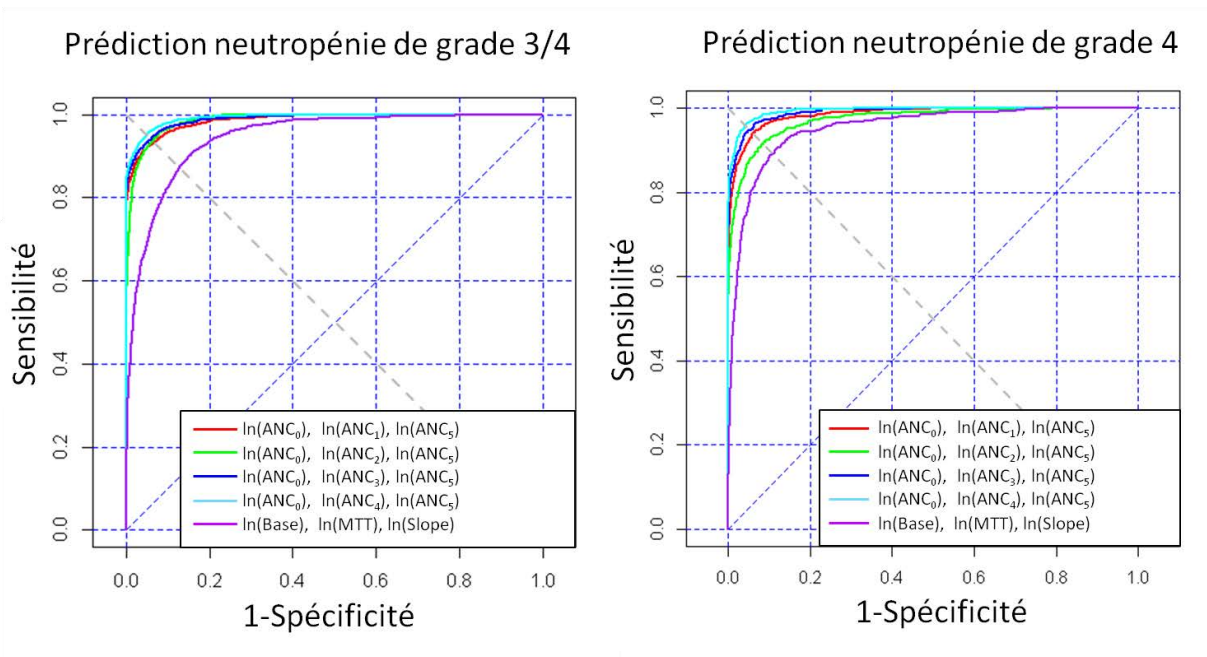 Prédiction neutropénie de grade 3/4
Sensibilité
1.0
0.8
0.6
0.4
0.2
0.0
ln(ANC₀), ln(ANC₁), ln(ANC₅)
ln(ANC₀), ln(ANC₂), ln(ANC₅)
ln(ANC₀), ln(ANC₃), ln(ANC₅)
ln(ANC₀), ln(ANC₄), ln(ANC₅)
ln(Base), ln(MTT), ln(Slope)
0.0 0.2 0.4 0.6 0.8 1.0
1-Spécificité
Prédiction neutropénie de grade 4
Sensibilité
1.0
0.8
0.6
0.4
0.2
0.0
ln(ANC₀), ln(ANC₁), ln(ANC₅)
ln(ANC₀), ln(ANC₂), ln(ANC₅)
ln(ANC₀), ln(ANC₃), ln(ANC₅)
ln(ANC₀), ln(ANC₄), ln(ANC₅)
ln(Base), ln(MTT), ln(Slope)
0.0 0.2 0.4 0.6 0.8 1.0
1-Spécificité